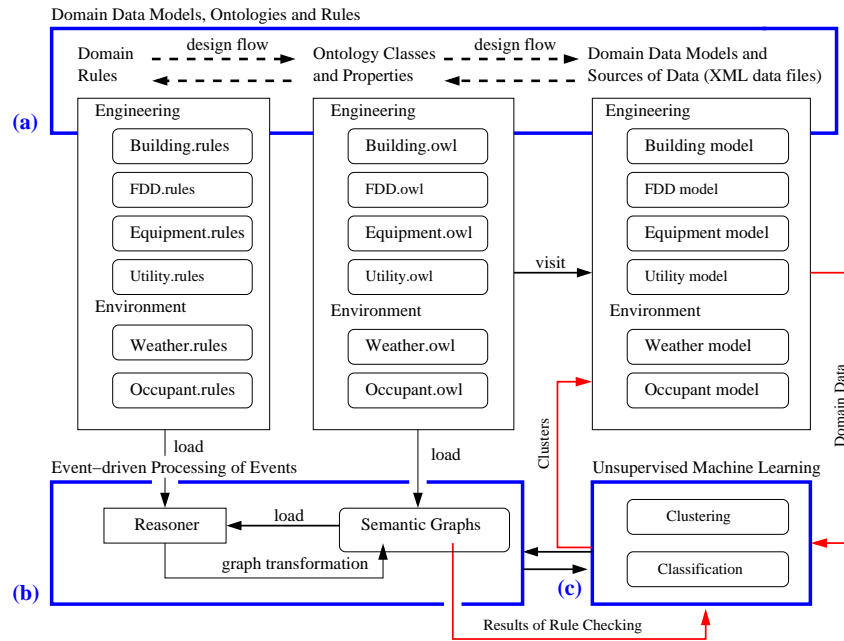 Domain Data Models, Ontologies and Rules
design flow
design flow
Domain
Rules
Ontology Classes
and Properties
Domain Data Models and
Sources of Data (XML data files)
(a)
Engineering
Building.rules
FDD.rules
Equipment.rules
Utility.rules
Environment
Weather.rules
Occupant.rules
Engineering
Building.owl
FDD.owl
Equipment.owl
Utility.owl
Environment
Weather.owl
Occupant.owl
visit
Engineering
Building model
FDD model
Equipment model
Utility model
Environment
Weather model
Occupant model
Domain Data
Clusters
load
load
Event−driven Processing of Events
Reasoner
load
Semantic Graphs
graph transformation
(b)
Unsupervised Machine Learning
Clustering
Classification
(c)
Results of Rule Checking